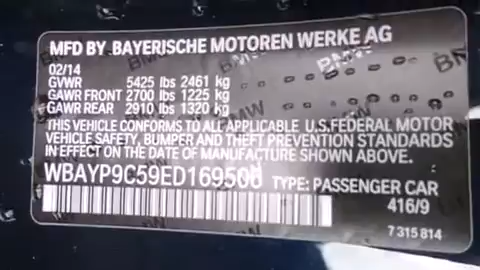 MFD BY BAYERISCHE MOTOREN WERKE AG
02/14
GVWR 5425 lbs 2461 kg
GAWR FRONT 2700 lbs 1225 kg
GAWR REAR 2910 lbs 1320 kg
THIS VEHICLE CONFORMS TO ALL APPLICABLE U.S.FEDERAL MOTOR
VEHICLE SAFETY, BUMPER AND THEFT PREVENTION STANDARDS
IN EFFECT ON THE DATE OF MANUFACTURE SHOWN ABOVE.
WBAYP9C59ED169506 TYPE: PASSENGER CAR
416/9
7 315 814